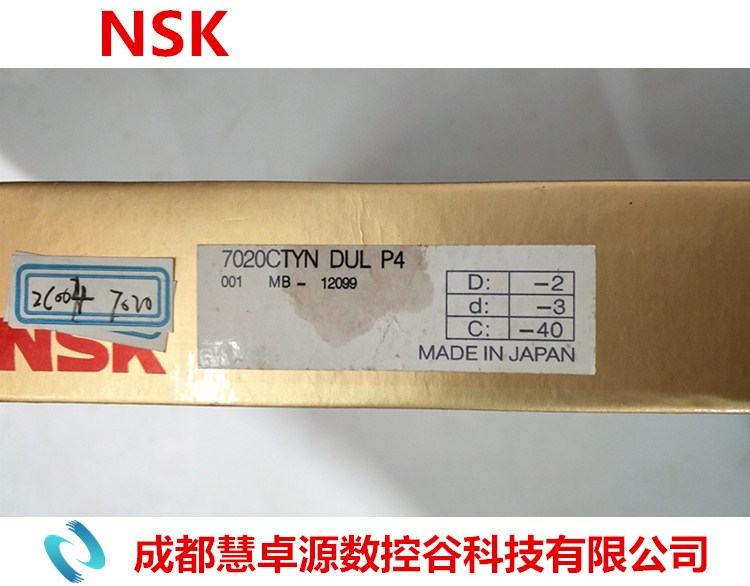 NSK
7020CTYN DUL P4
001 MB - 12099
D: -2
d: -3
C: -40
MADE IN JAPAN
7020
NSK
成都慧卓源数控谷科技有限公司